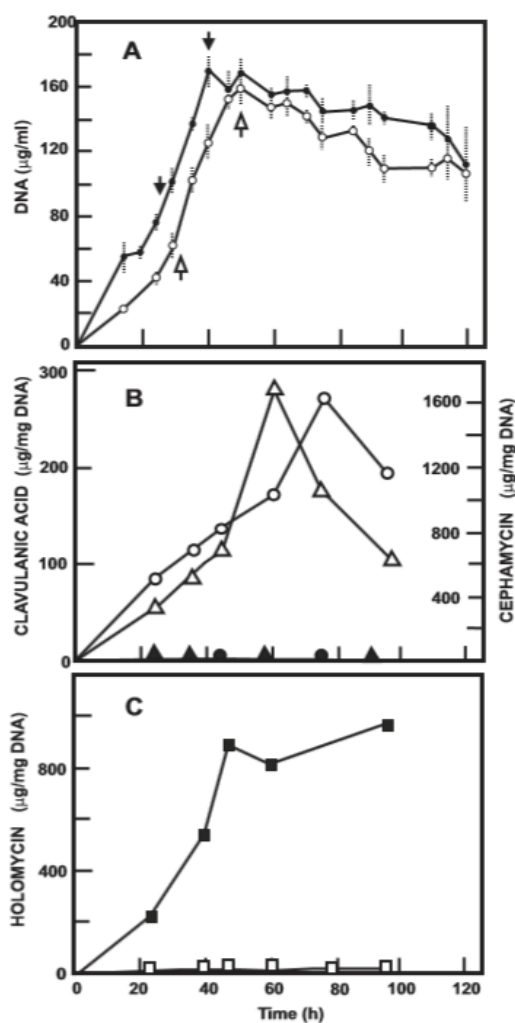 200
A
160
120
80
40
0
DNA (µg/ml)
300
B
200
100
0
CLAVULANIC ACID (µg/mg DNA)
1600
1200
800
400
CEPHAMYCIN (µg/mg DNA)
C
800
400
0
HOLOMYCIN (µg/mg DNA)
0 20 40 60 80 100 120
Time (h)